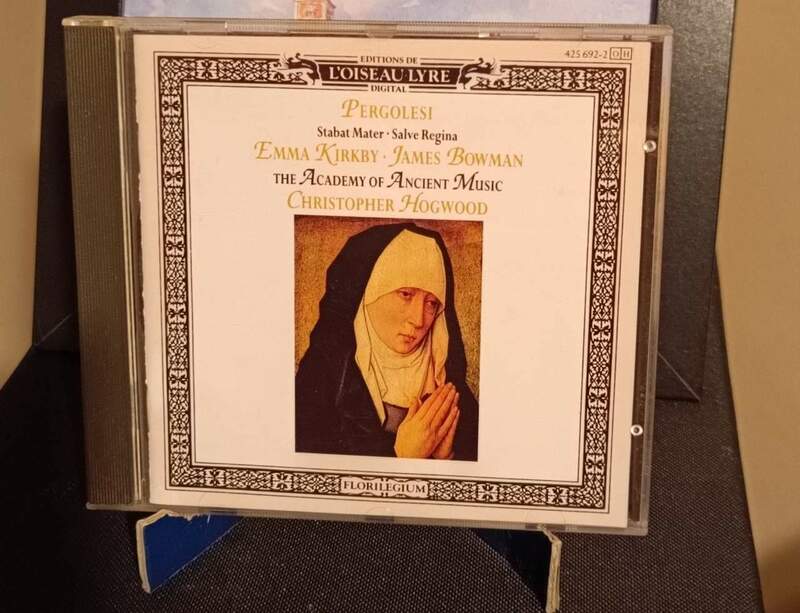 425 692-2 OH
EDITIONS DE
L'OISEAU-LYRE
DIGITAL
PERGOLESI
Stabat Mater · Salve Regina
EMMA KIRKBY · JAMES BOWMAN
THE ACADEMY OF ANCIENT MUSIC
CHRISTOPHER HOGWOOD
FLORILEGIUM